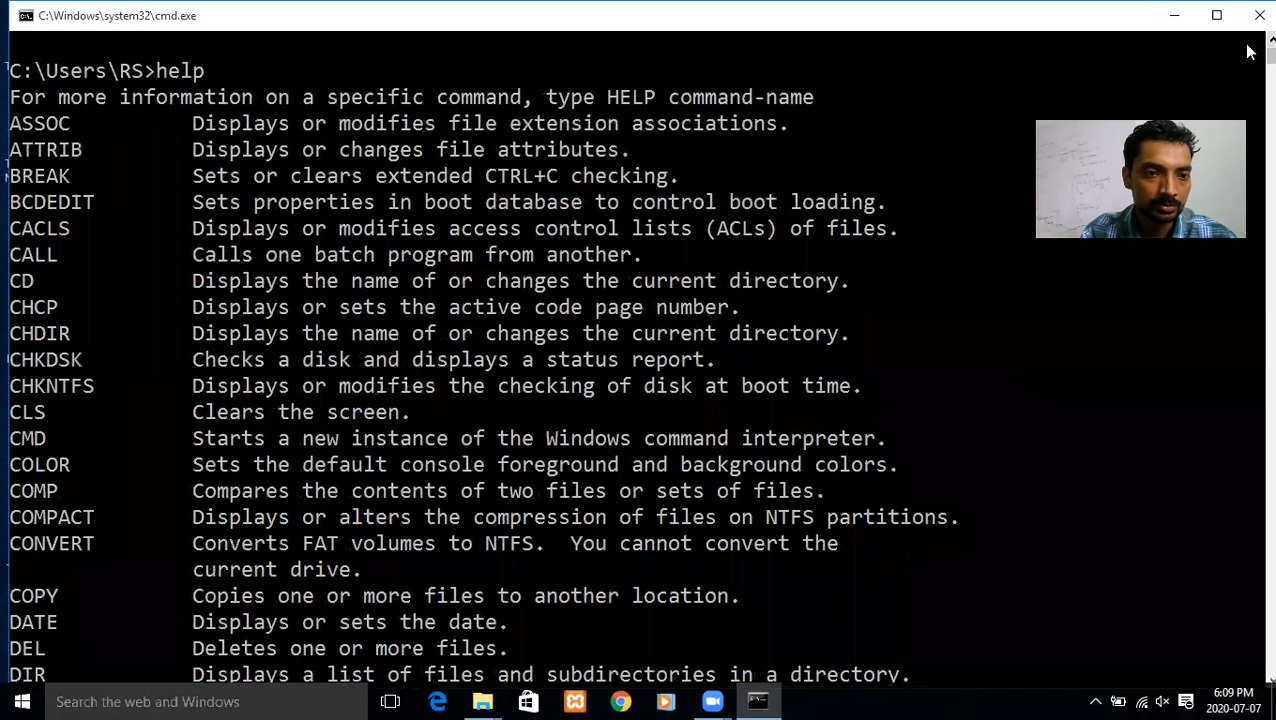 C:\Windows\system32\cmd.exe
C:\Users\RS>help
For more information on a specific command, type HELP command-name
ASSOC          Displays or modifies file extension associations.
ATTRIB         Displays or changes file attributes.
BREAK          Sets or clears extended CTRL+C checking.
BCDEDIT        Sets properties in boot database to control boot loading.
CACLS          Displays or modifies access control lists (ACLs) of files.
CALL           Calls one batch program from another.
CD             Displays the name of or changes the current directory.
CHCP           Displays or sets the active code page number.
CHDIR          Displays the name of or changes the current directory.
CHKDSK         Checks a disk and displays a status report.
CHKNTFS        Displays or modifies the checking of disk at boot time.
CLS            Clears the screen.
CMD            Starts a new instance of the Windows command interpreter.
COLOR          Sets the default console foreground and background colors.
COMP           Compares the contents of two files or sets of files.
COMPACT        Displays or alters the compression of files on NTFS partitions.
CONVERT        Converts FAT volumes to NTFS.  You cannot convert the
               current drive.
COPY           Copies one or more files to another location.
DATE           Displays or sets the date.
DEL            Deletes one or more files.
DIR            Displays a list of files and subdirectories in a directory.
Search the web and Windows
6:09 PM
2020-07-07